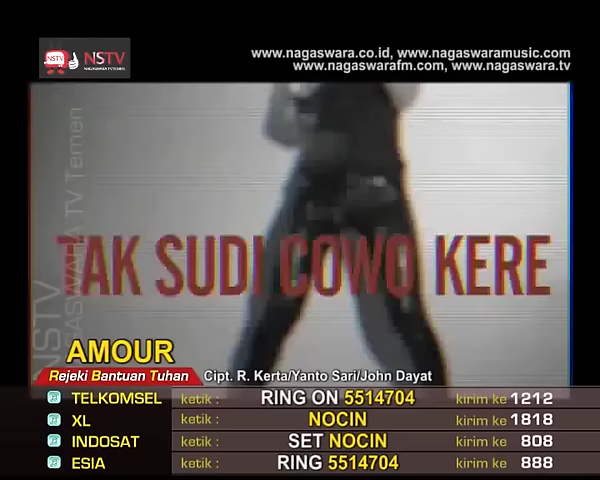 NSTV
NSTV
NAGASWARA TVTEMEN
www.nagaswara.co.id, www.nagaswaramusic.com
www.nagaswarafm.com, www.nagaswara.tv
NSTV
NAGASWARA TV Temen
TAK SUDI COWO KERE
AMOUR
Rejeki Bantuan Tuhan
Cipt. R. Kerta/Yanto Sari/John Dayat
TELKOMSEL ketik : RING ON 5514704 kirim ke 1212
XL ketik : NOCIN kirim ke 1818
INDOSAT ketik : SET NOCIN kirim ke 808
ESIA ketik : RING 5514704 kirim ke 888